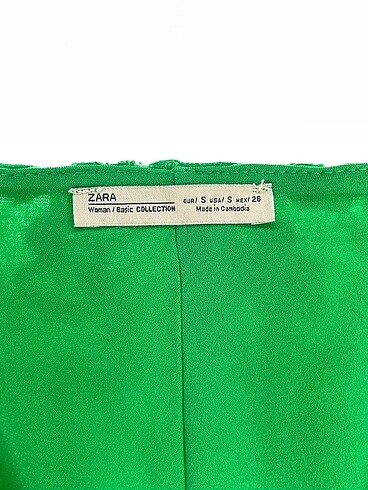 ZARA
Woman / Basic COLLECTION
EUR/ S USA/ S MEX/ 26
Made in Cambodia